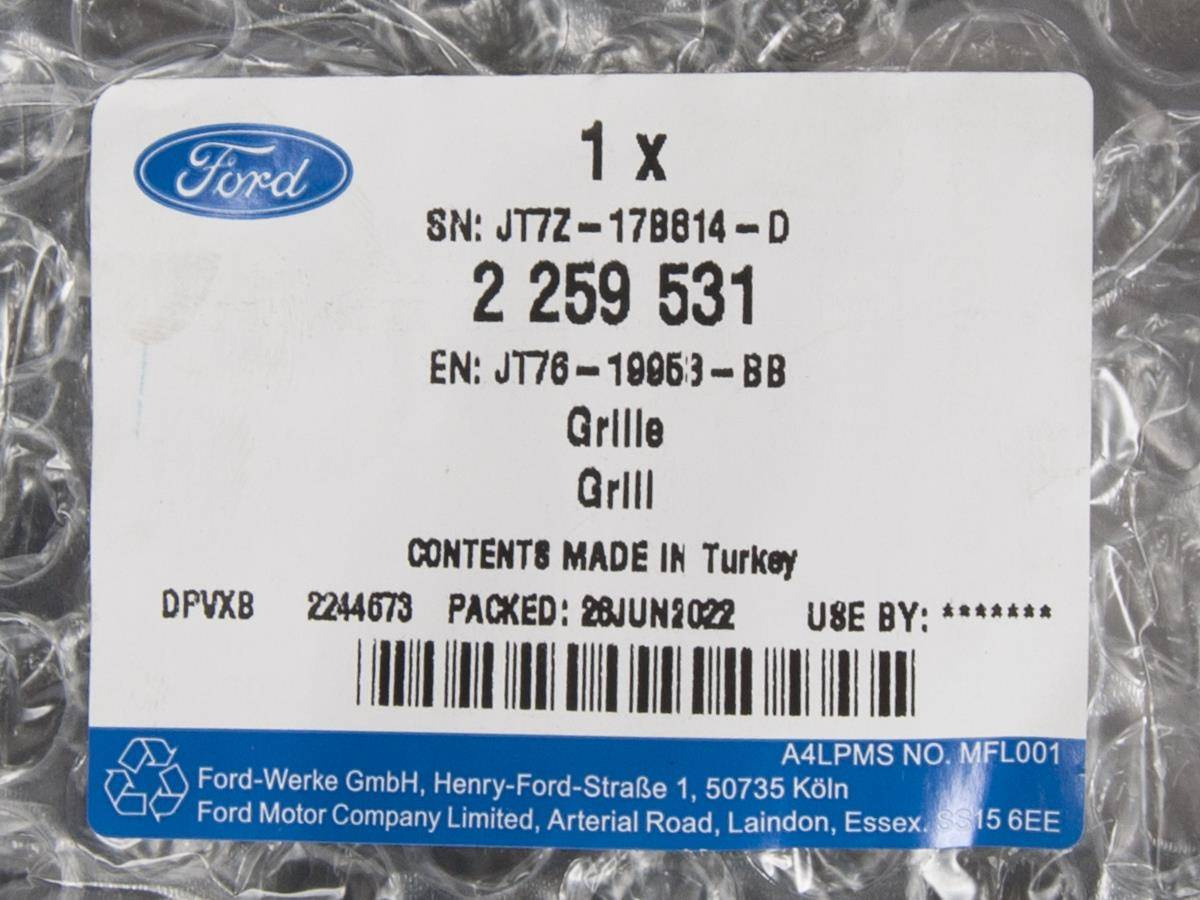 Ford
1 x
SN: JT7Z-17B814-D
2 259 531
EN: JT76-19953-BB
Grille
Grill
CONTENTS MADE IN Turkey
2244673 PACKED: 26JUN2022 USE BY: *******
A4LPMS NO. MFL001
Ford-Werke GmbH, Henry-Ford-Straße 1, 50735 Köln
Ford Motor Company Limited, Arterial Road, Laindon, Essex. SS15 6EE